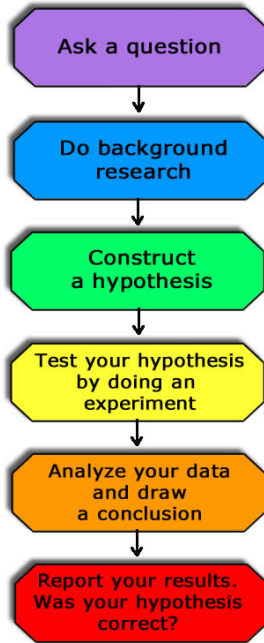 Ask a question
Do background
research
Construct
a hypothesis
Test your hypothesis
by doing an
experiment
Analyze your data
and draw
a conclusion
Report your results.
Was your hypothesis
correct?